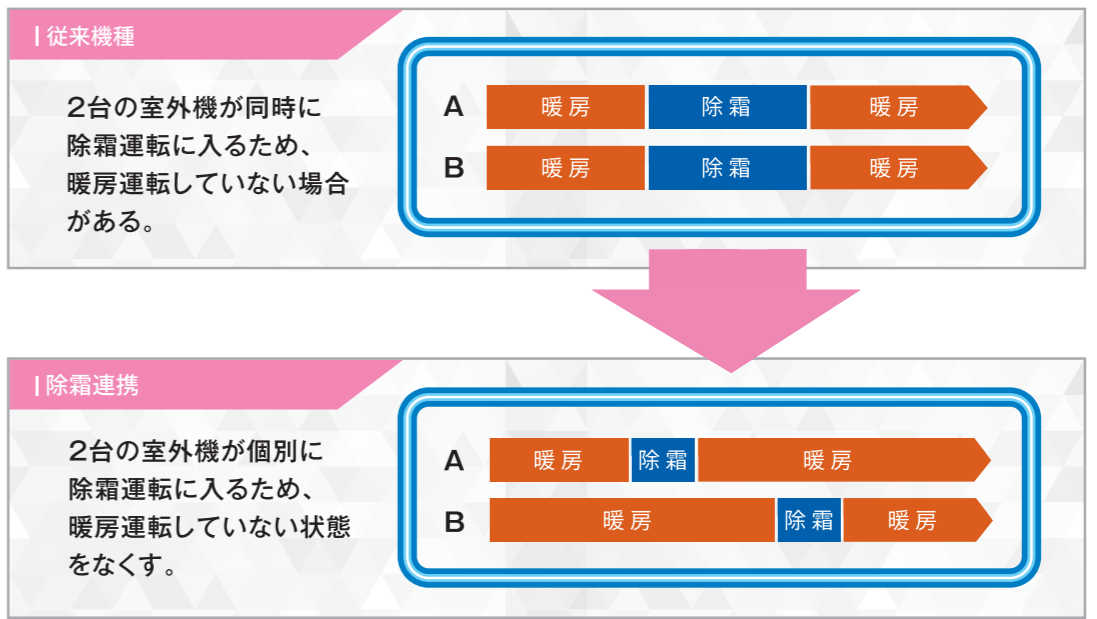 従来機種
2台の室外機が同時に
除霜運転に入るため、
暖房運転していない場合
がある。
A 暖房 除霜 暖房
B 暖房 除霜 暖房
除霜連携
2台の室外機が個別に
除霜運転に入るため、
暖房運転していない状態
をなくす。
A 暖房 除霜 暖房
B 暖房 除霜 暖房